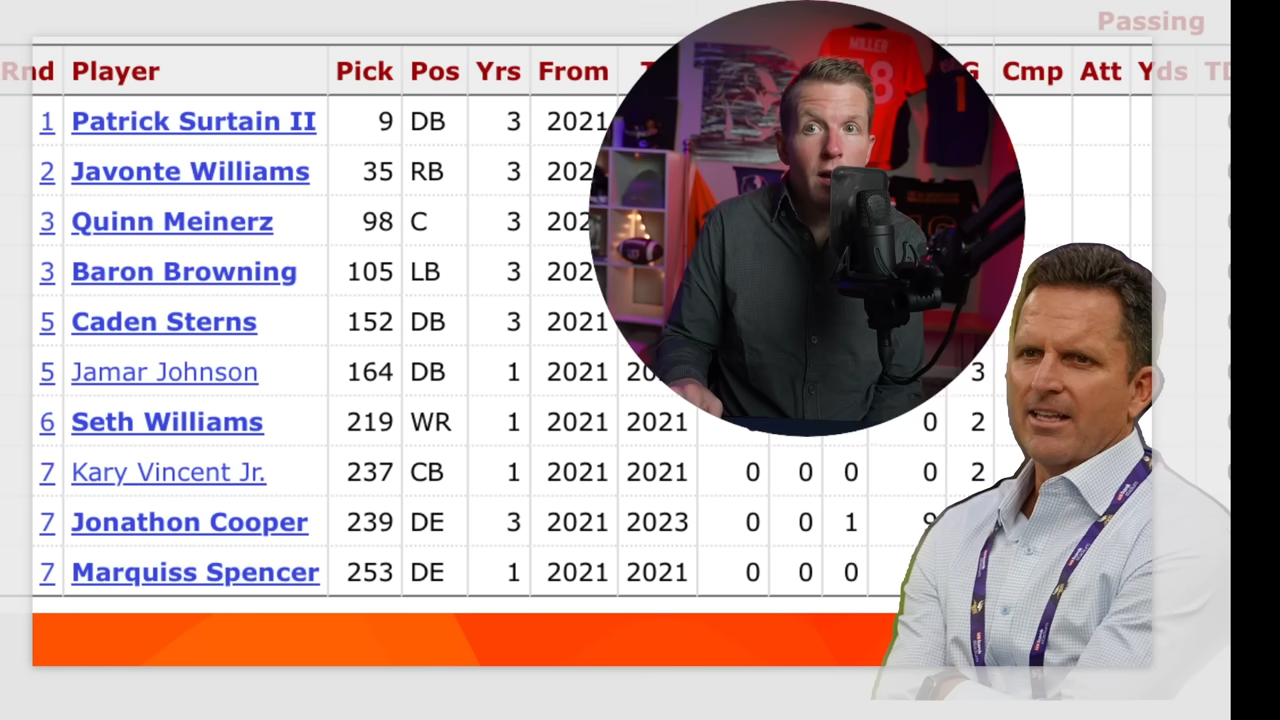 Passing
Rnd Player Pick Pos Yrs From G Cmp Att Yds
1 Patrick Surtain II 9 DB 3 2021
2 Javonte Williams 35 RB 3
3 Quinn Meinerz 98 C 3
3 Baron Browning 105 LB 3
5 Caden Sterns 152 DB 3 2021
5 Jamar Johnson 164 DB 1 2021 3
6 Seth Williams 219 WR 1 2021 2021 0 2
7 Kary Vincent Jr. 237 CB 1 2021 2021 0 0 0 0 2
7 Jonathon Cooper 239 DE 3 2021 2023 0 0 1
7 Marquiss Spencer 253 DE 1 2021 2021 0 0 0
MILLER